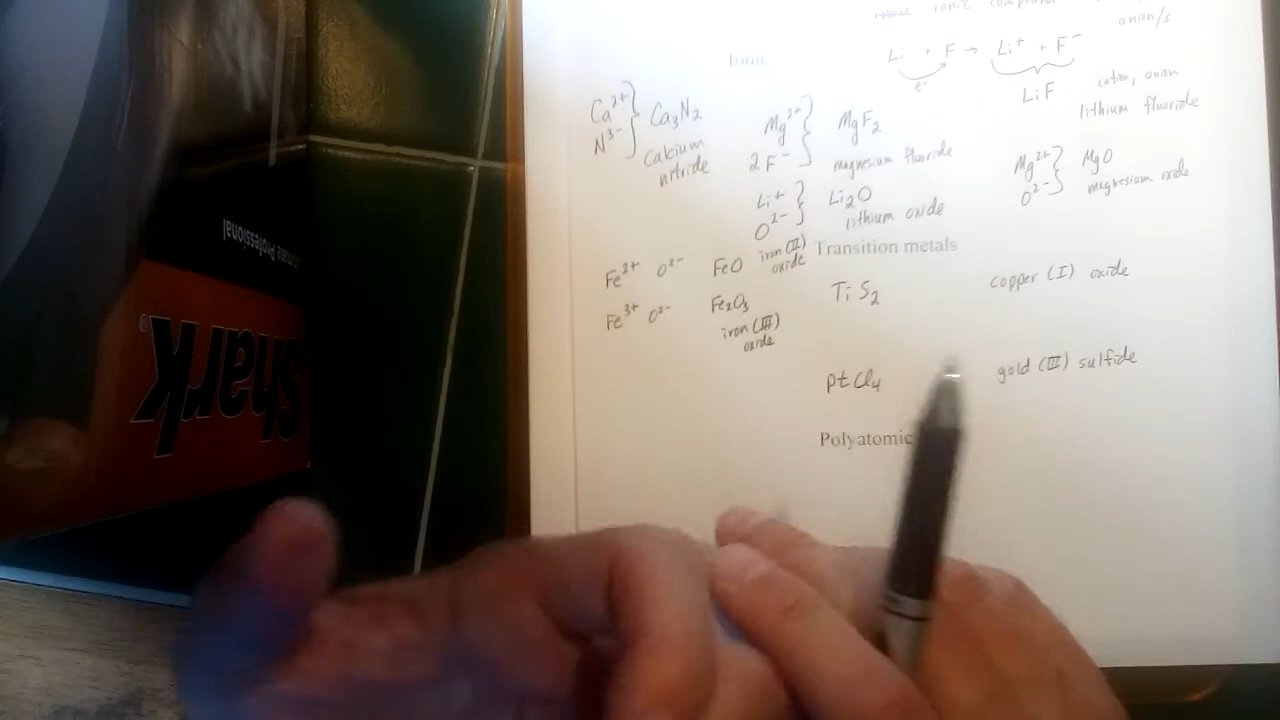 ionic compound
anion/s
Li + F → Li⁺ + F⁻
e⁻
LiF
cation, anion
lithium fluoride
Ionic
Ca²⁺
N³⁻
Ca₃N₂
Calcium
nitride
Mg²⁺
2 F⁻
MgF₂
magnesium fluoride
Li⁺
O²⁻
Li₂O
lithium oxide
Mg²⁺
O²⁻
MgO
magnesium oxide
Transition metals
Fe²⁺ O²⁻ FeO iron (II)
oxide
Fe³⁺ O²⁻ Fe₂O₃
iron (III)
oxide
TiS₂
copper (I) oxide
PtCl₄
gold (III) sulfide
Polyatomic
Professional
Shark®